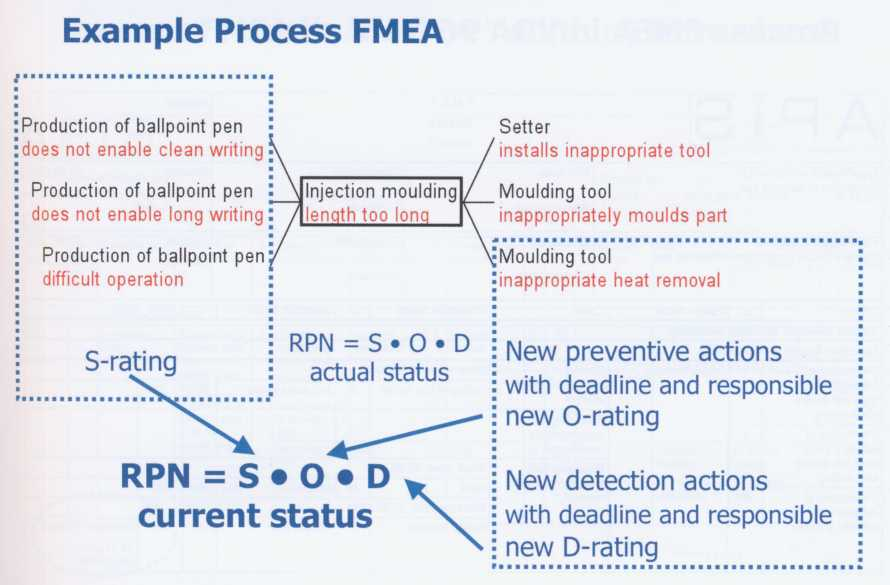 Example Process FMEA
Production of ballpoint pen
does not enable clean writing
Production of ballpoint pen
does not enable long writing
Production of ballpoint pen
difficult operation
Injection moulding
length too long
Setter
installs inappropriate tool
Moulding tool
inappropriately moulds part
Moulding tool
inappropriate heat removal
S-rating
RPN = S • O • D
actual status
New preventive actions
with deadline and responsible
new O-rating
RPN = S • O • D
current status
New detection actions
with deadline and responsible
new D-rating